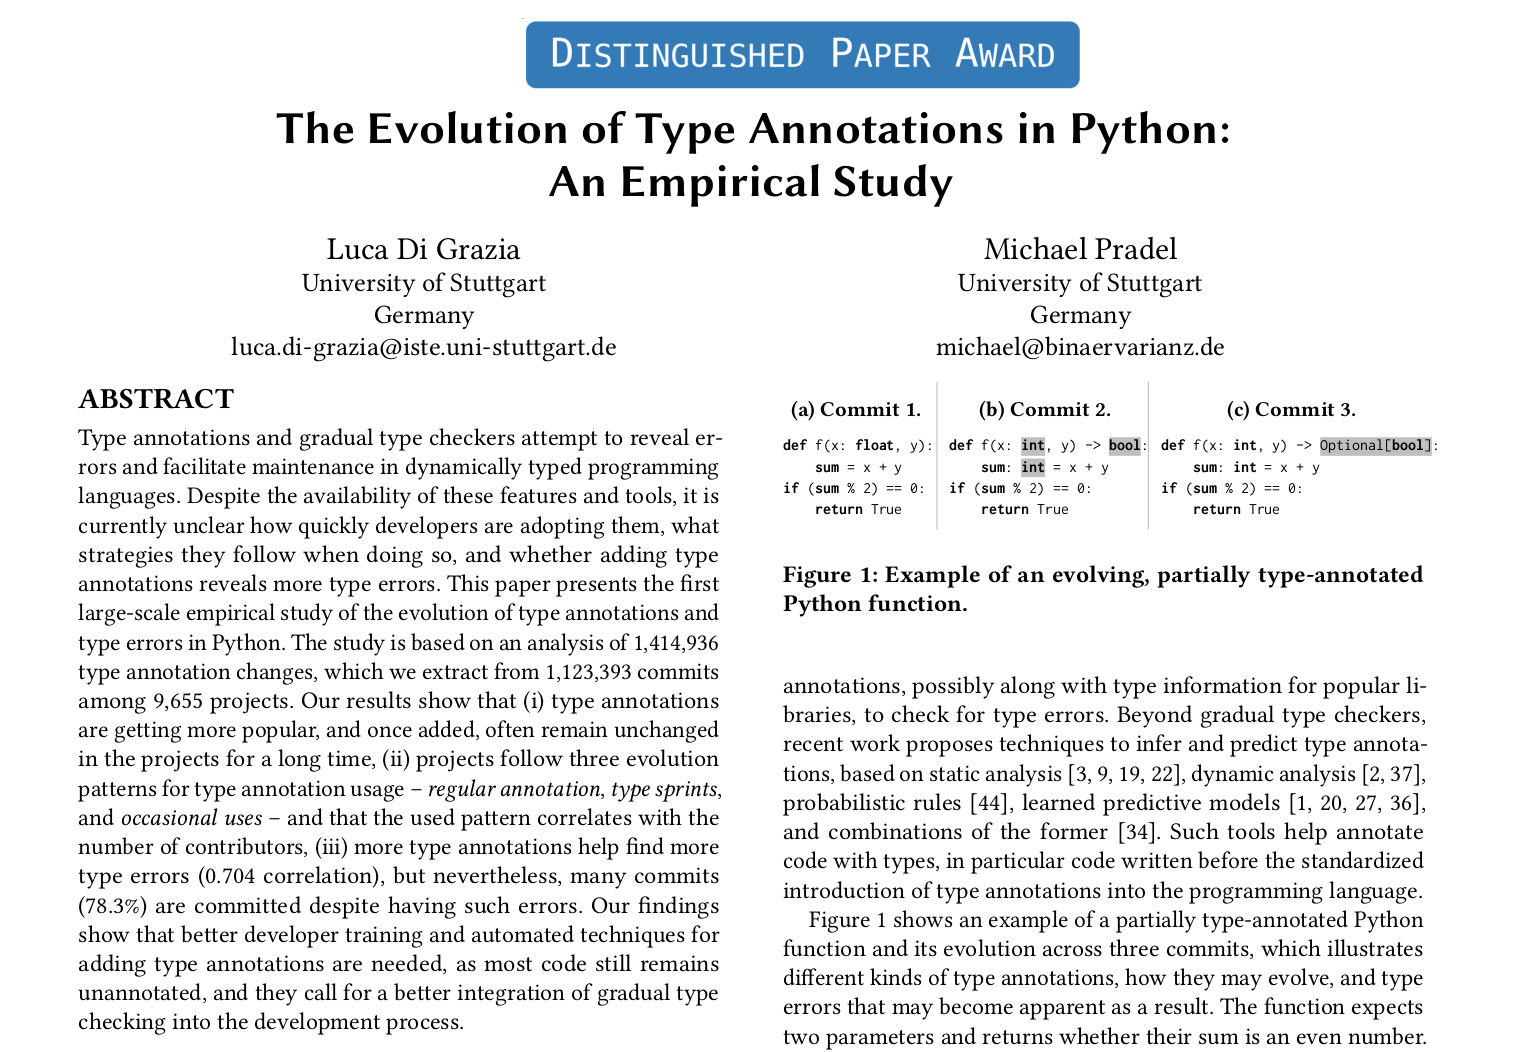 DISTINGUISHED PAPER AWARD
The Evolution of Type Annotations in Python:
An Empirical Study
Luca Di Grazia
University of Stuttgart
Germany
luca.di-grazia@iste.uni-stuttgart.de
Michael Pradel
University of Stuttgart
Germany
michael@binaervarianz.de
ABSTRACT
Type annotations and gradual type checkers attempt to reveal er-
rors and facilitate maintenance in dynamically typed programming
languages. Despite the availability of these features and tools, it is
currently unclear how quickly developers are adopting them, what
strategies they follow when doing so, and whether adding type
annotations reveals more type errors. This paper presents the first
large-scale empirical study of the evolution of type annotations and
type errors in Python. The study is based on an analysis of 1,414,936
type annotation changes, which we extract from 1,123,393 commits
among 9,655 projects. Our results show that (i) type annotations
are getting more popular, and once added, often remain unchanged
in the projects for a long time, (ii) projects follow three evolution
patterns for type annotation usage – regular annotation, type sprints,
and occasional uses – and that the used pattern correlates with the
number of contributors, (iii) more type annotations help find more
type errors (0.704 correlation), but nevertheless, many commits
(78.3%) are committed despite having such errors. Our findings
show that better developer training and automated techniques for
adding type annotations are needed, as most code still remains
unannotated, and they call for a better integration of gradual type
checking into the development process.
(a) Commit 1.
def f(x: float, y):
    sum = x + y
if (sum % 2) == 0:
    return True
(b) Commit 2.
def f(x: int, y) -> bool:
    sum: int = x + y
if (sum % 2) == 0:
    return True
(c) Commit 3.
def f(x: int, y) -> Optional[bool]:
    sum: int = x + y
if (sum % 2) == 0:
    return True
Figure 1: Example of an evolving, partially type-annotated
Python function.
annotations, possibly along with type information for popular li-
braries, to check for type errors. Beyond gradual type checkers,
recent work proposes techniques to infer and predict type annota-
tions, based on static analysis [3, 9, 19, 22], dynamic analysis [2, 37],
probabilistic rules [44], learned predictive models [1, 20, 27, 36],
and combinations of the former [34]. Such tools help annotate
code with types, in particular code written before the standardized
introduction of type annotations into the programming language.
Figure 1 shows an example of a partially type-annotated Python
function and its evolution across three commits, which illustrates
different kinds of type annotations, how they may evolve, and type
errors that may become apparent as a result. The function expects
two parameters and returns whether their sum is an even number.